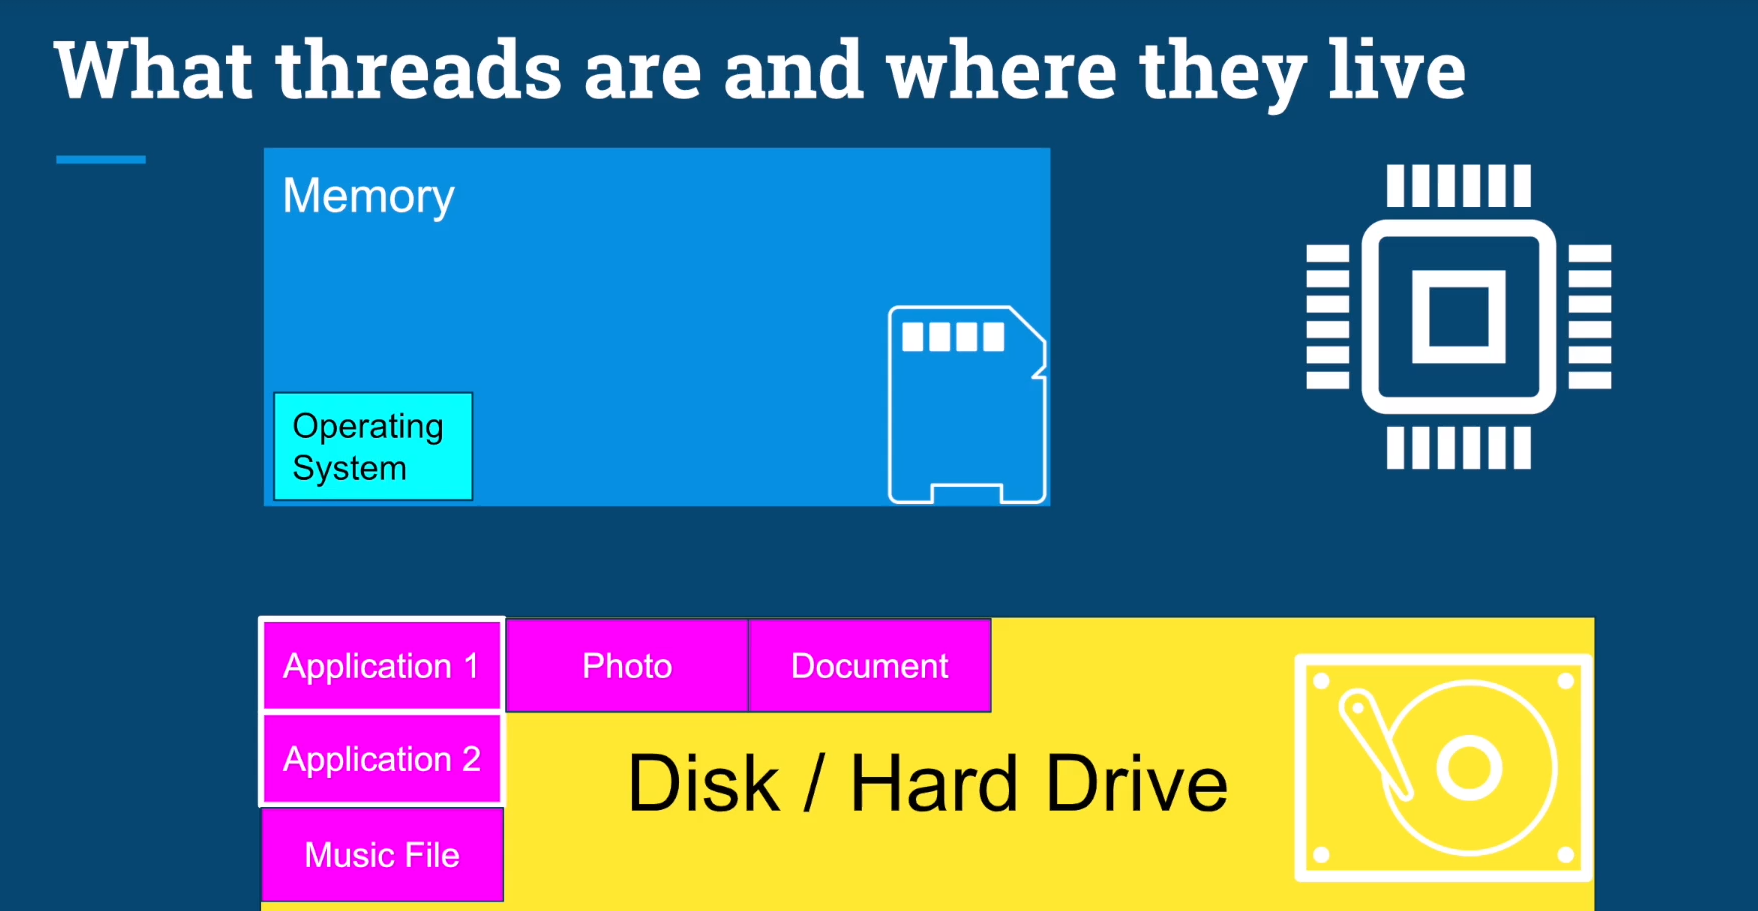 What threads are and where they live
Memory
Operating
System
Application 1
Photo
Document
Application 2
Disk / Hard Drive
Music File